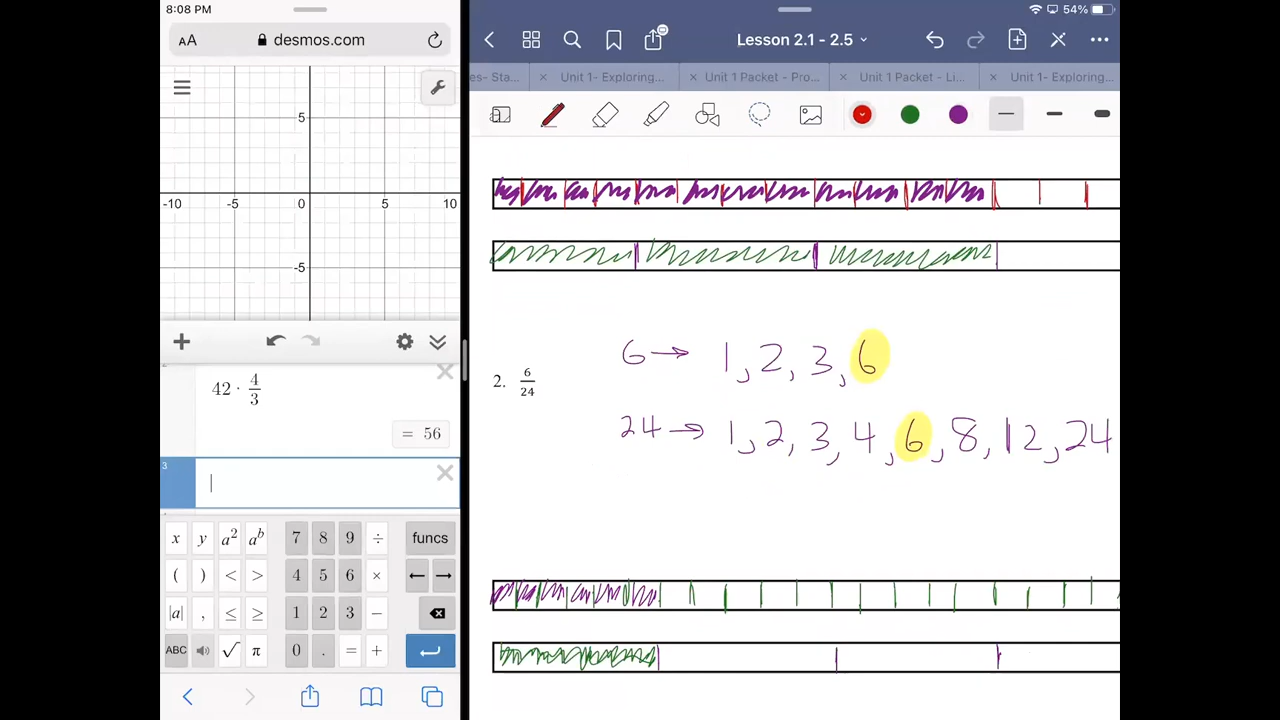 8:08 PM
54%
AA desmos.com
Lesson 2.1 - 2.5
es- Sta...
× Unit 1- Exploring...
× Unit 1 Packet - Pro...
× Unit 1 Packet - Li...
× Unit 1- Exploring...
5
-10 -5 0 5 10
-5
42 · 4/3
= 56
3
x y a² aᵇ 7 8 9 ÷ funcs
( ) < > 4 5 6 × ← →
|a| , ≤ ≥ 1 2 3 −
ABC √ π 0 . = +
6 → 1, 2, 3, 6
2. 6/24
24 → 1, 2, 3, 4, 6, 8, 12, 24